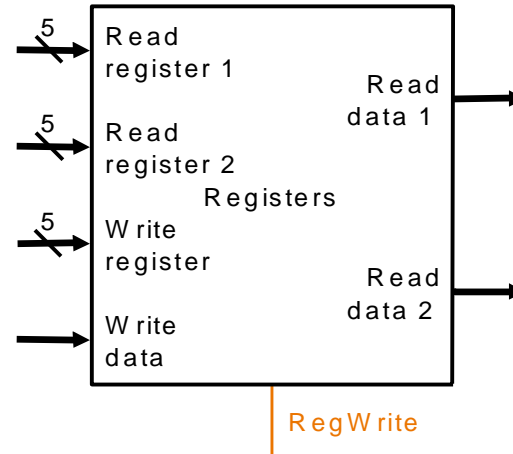 5
Read
register 1
5
Read
register 2
5
Write
register
Write
data
Registers
Read
data 1
Read
data 2
RegWrite